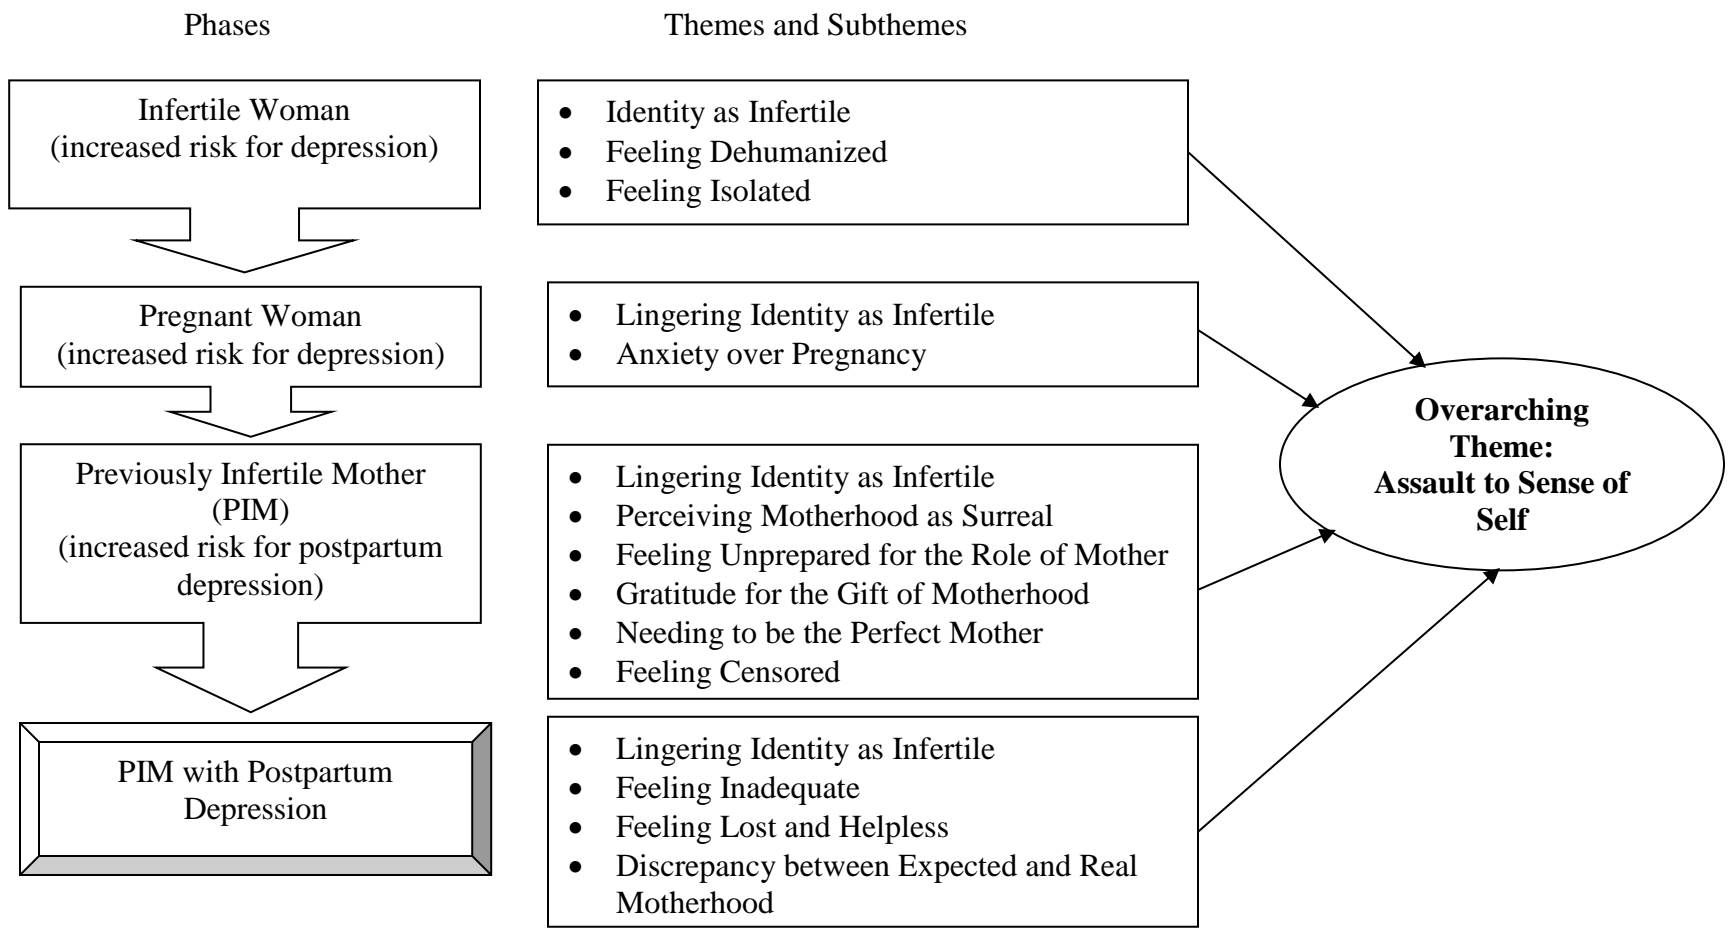 Phases
Themes and Subthemes
Infertile Woman
(increased risk for depression)
• Identity as Infertile
• Feeling Dehumanized
• Feeling Isolated
Pregnant Woman
(increased risk for depression)
• Lingering Identity as Infertile
• Anxiety over Pregnancy
Previously Infertile Mother
(PIM)
(increased risk for postpartum
depression)
• Lingering Identity as Infertile
• Perceiving Motherhood as Surreal
• Feeling Unprepared for the Role of Mother
• Gratitude for the Gift of Motherhood
• Needing to be the Perfect Mother
• Feeling Censored
PIM with Postpartum
Depression
• Lingering Identity as Infertile
• Feeling Inadequate
• Feeling Lost and Helpless
• Discrepancy between Expected and Real
Motherhood
Overarching
Theme:
Assault to Sense of
Self